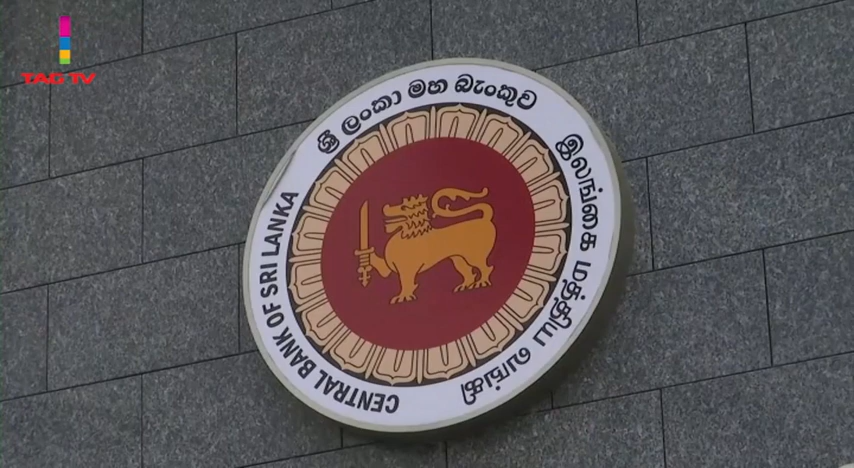 TAG TV
ශ්‍රී ලංකා මහ බැංකුව
இலங்கை மத்திய வங்கி
CENTRAL BANK OF SRI LANKA